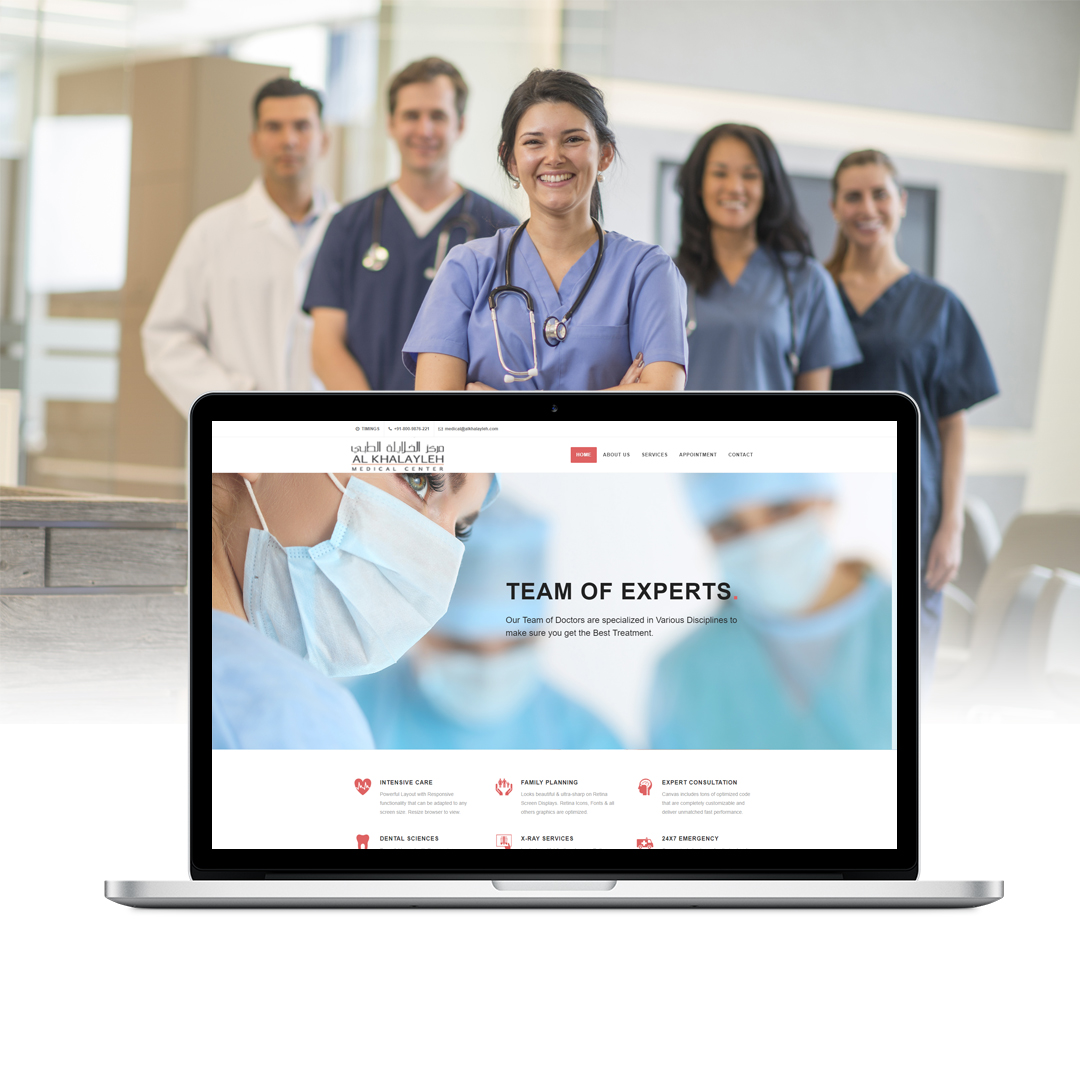 TIMINGS +91-800-8876-221 medical@alkhalayleh.com
مركز الخلايلة الطبي
AL KHALAYLEH
MEDICAL CENTER
HOME ABOUT US SERVICES APPOINTMENT CONTACT
TEAM OF EXPERTS.
Our Team of Doctors are specialized in Various Disciplines to
make sure you get the Best Treatment.
INTENSIVE CARE
Powerful Layout with Responsive
functionality that can be adapted to any
screen size. Resize browser to view.
FAMILY PLANNING
Looks beautiful & ultra-sharp on Retina
Screen Displays. Retina Icons, Fonts & all
others graphics are optimized.
EXPERT CONSULTATION
Canvas includes tons of optimized code
that are completely customizable and
deliver unmatched fast performance.
DENTAL SCIENCES
X-RAY SERVICES
24X7 EMERGENCY